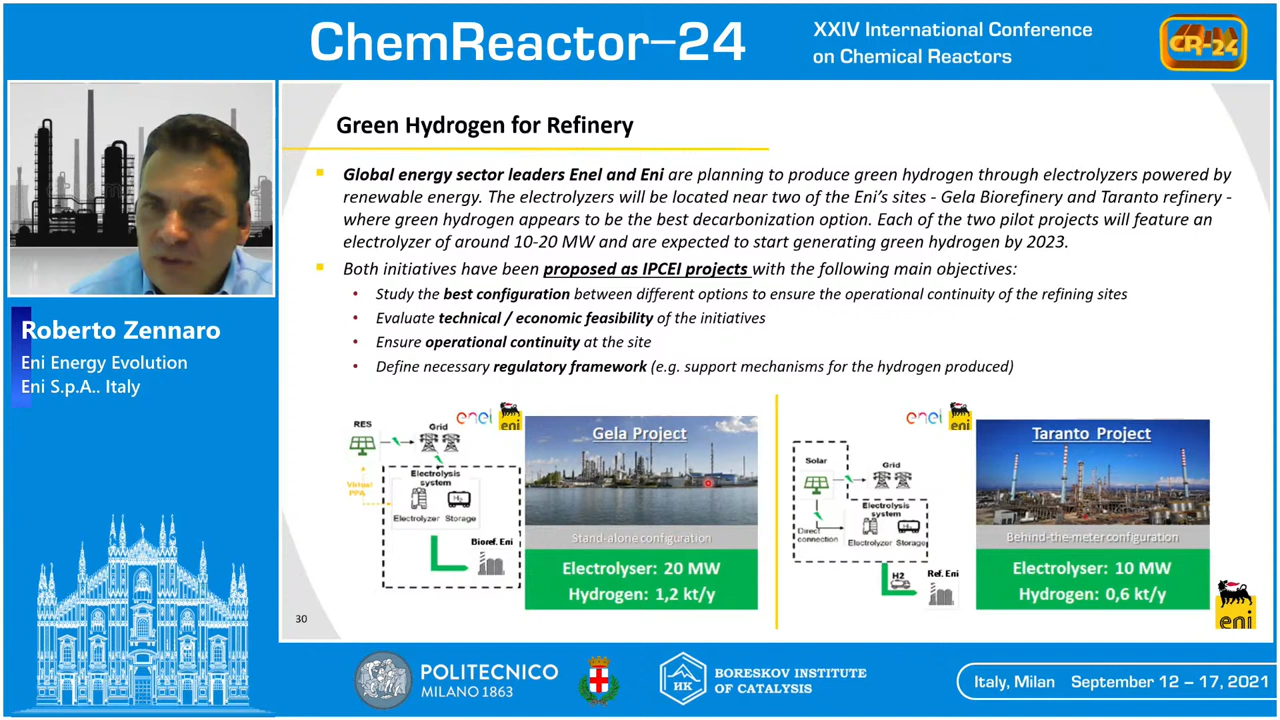 ChemReactor–24
XXIV International Conference
on Chemical Reactors
CR-24
Green Hydrogen for Refinery
Global energy sector leaders Enel and Eni are planning to produce green hydrogen through electrolyzers powered by
renewable energy. The electrolyzers will be located near two of the Eni's sites - Gela Biorefinery and Taranto refinery -
where green hydrogen appears to be the best decarbonization option. Each of the two pilot projects will feature an
electrolyzer of around 10-20 MW and are expected to start generating green hydrogen by 2023.
Both initiatives have been proposed as IPCEI projects with the following main objectives:
Study the best configuration between different options to ensure the operational continuity of the refining sites
Evaluate technical / economic feasibility of the initiatives
Ensure operational continuity at the site
Define necessary regulatory framework (e.g. support mechanisms for the hydrogen produced)
Roberto Zennaro
Eni Energy Evolution
Eni S.p.A.. Italy
enel
eni
RES
Grid
Electrolysis
system
Virtual
PPA
H2
Electrolyzer Storage
Bioref. Eni
Gela Project
Stand-alone configuration
Electrolyser: 20 MW
Hydrogen: 1,2 kt/y
enel
eni
Solar
Grid
Electrolysis
system
Direct
connection
Electrolyzer Storage
H2
Ref. Eni
Taranto Project
Behind-the-meter configuration
Electrolyser: 10 MW
Hydrogen: 0,6 kt/y
eni
30
POLITECNICO
MILANO 1863
HK
BORESKOV INSTITUTE
OF CATALYSIS
Italy, Milan September 12 – 17, 2021